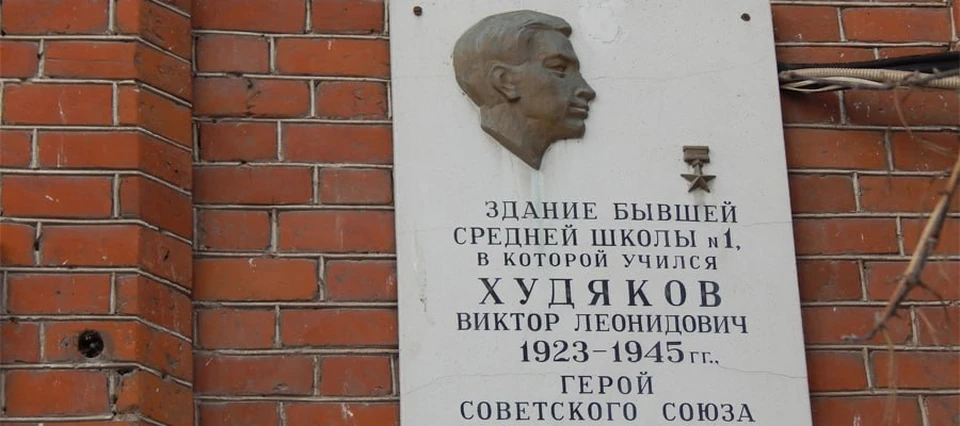 ЗДАНИЕ БЫВШЕЙ
СРЕДНЕЙ ШКОЛЫ №1,
В КОТОРОЙ УЧИЛСЯ
ХУДЯКОВ
ВИКТОР ЛЕОНИДОВИЧ
1923-1945 гг.,
ГЕРОЙ
СОВЕТСКОГО СОЮЗА